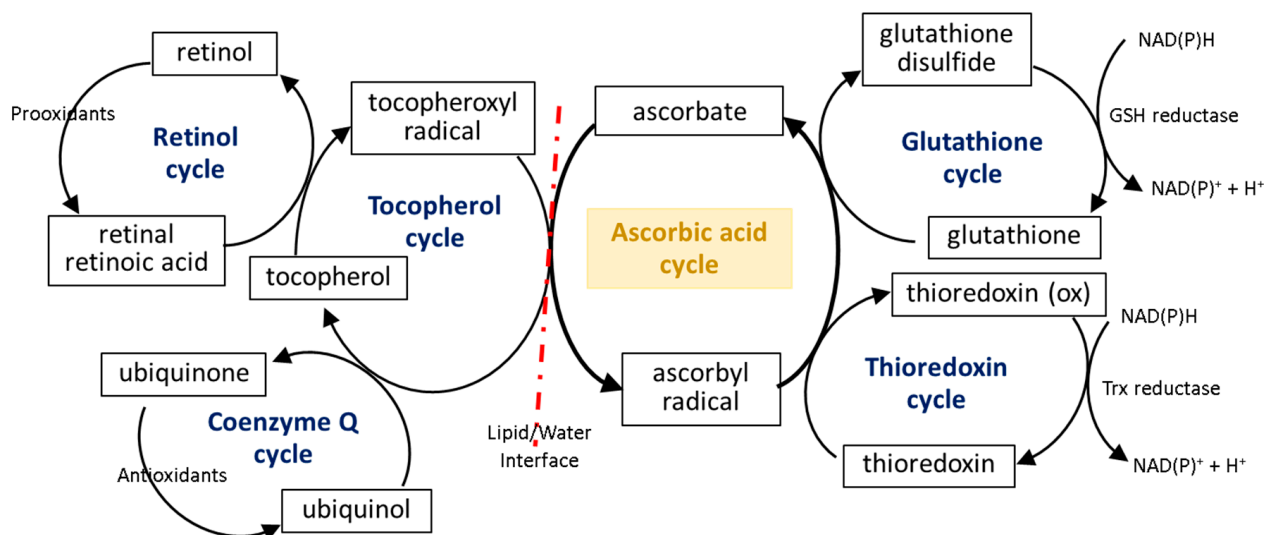 retinol
Prooxidants
Retinol
cycle
retinal
retinoic acid
tocopheroxyl
radical
Tocopherol
cycle
tocopherol
ubiquinone
Coenzyme Q
cycle
Antioxidants
ubiquinol
Lipid/Water
Interface
ascorbate
Ascorbic acid
cycle
ascorbyl
radical
glutathione
disulfide
NAD(P)H
GSH reductase
Glutathione
cycle
NAD(P)⁺ + H⁺
glutathione
thioredoxin (ox)
NAD(P)H
Thioredoxin
cycle
Trx reductase
thioredoxin
NAD(P)⁺ + H⁺